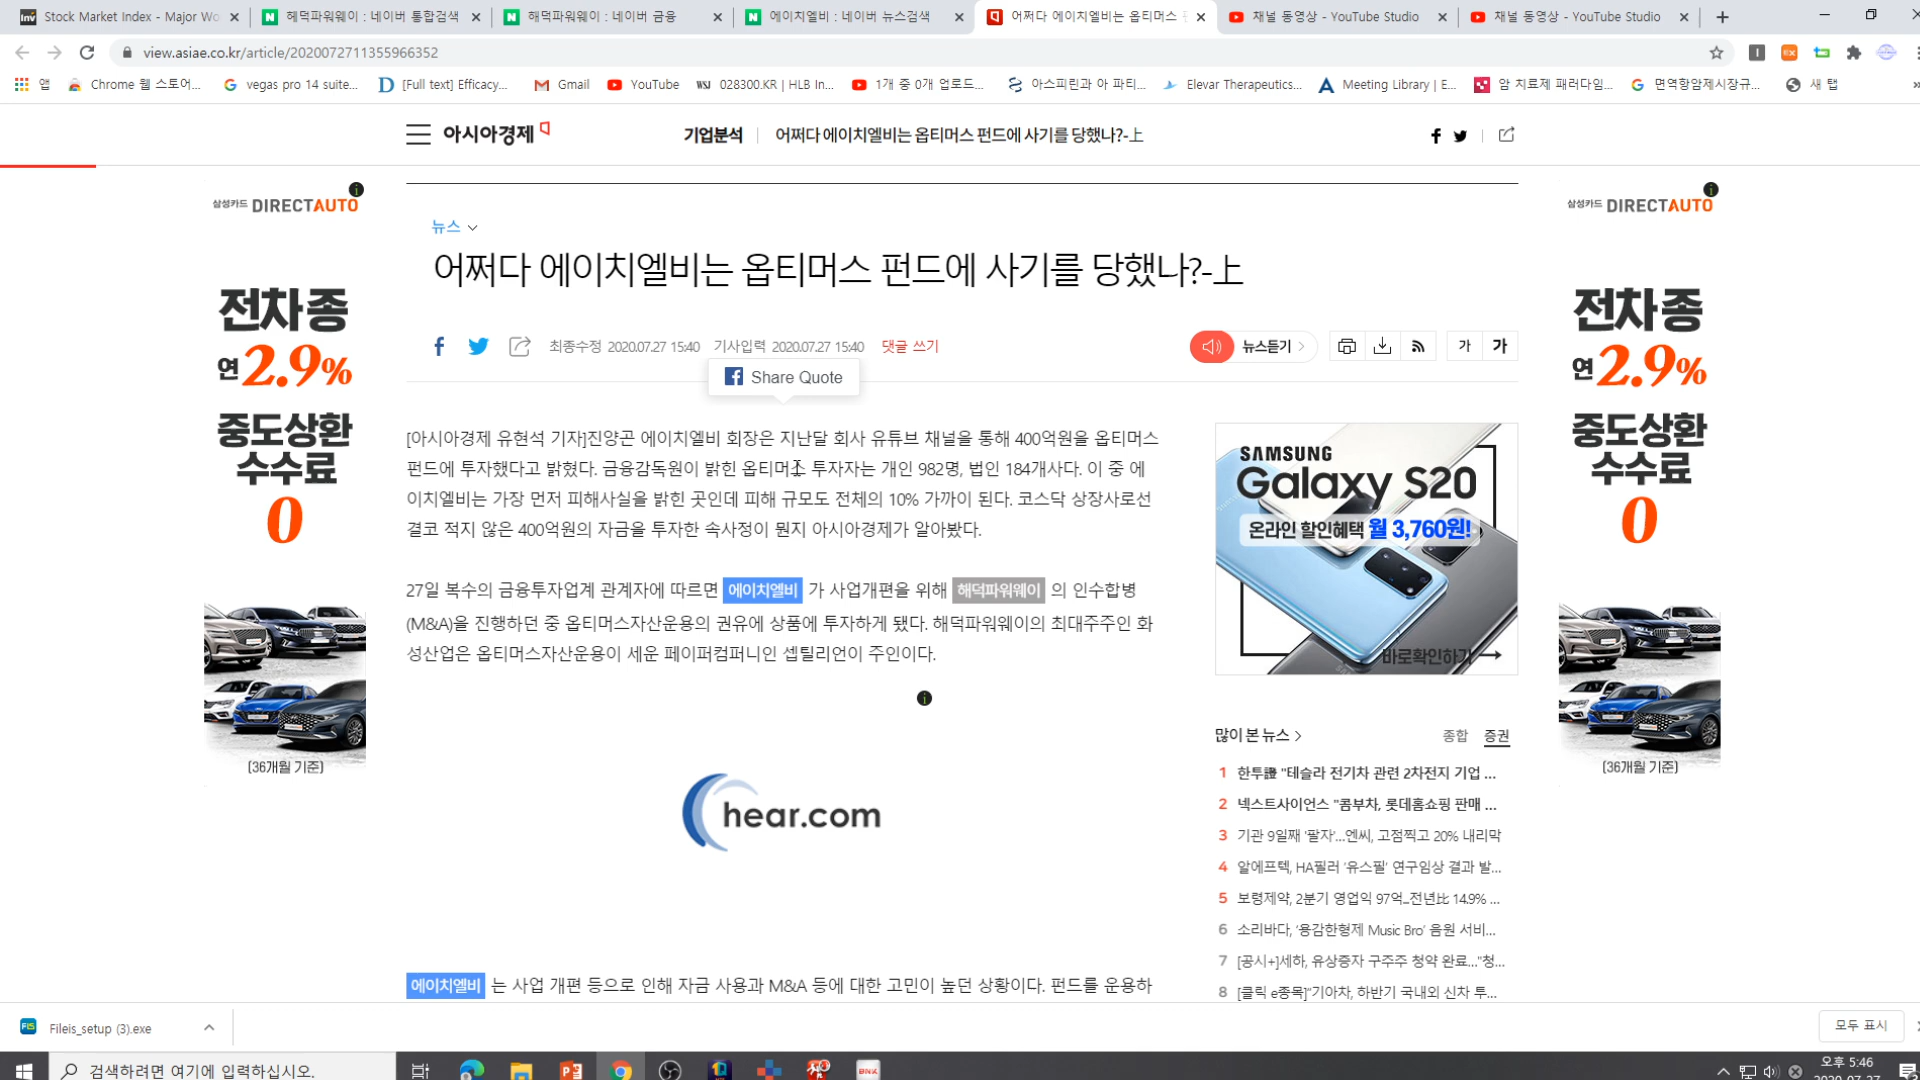 Stock Market Index - Major Wo
헤덕파워웨이 : 네이버 통합검색
해덕파워웨이 : 네이버 금융
에이치엘비 : 네이버 뉴스검색
어쩌다 에이치엘비는 옵티머스
채널 동영상 - YouTube Studio
채널 동영상 - YouTube Studio
view.asiae.co.kr/article/2020072711355966352
앱
Chrome 웹 스토어...
vegas pro 14 suite...
[Full text] Efficacy...
Gmail
YouTube
028300.KR | HLB In...
1개 중 0개 업로드...
아스피린과 아 파티...
Elevar Therapeutics...
Meeting Library | E...
암 치료제 패러다임...
면역항암제시장규...
새 탭
아시아경제
기업분석
어쩌다 에이치엘비는 옵티머스 펀드에 사기를 당했나?-上
삼성카드 DIRECTAUTO
전차종
연 2.9%
중도상환
수수료
0
(36개월 기준)
뉴스
어쩌다 에이치엘비는 옵티머스 펀드에 사기를 당했나?-上
최종수정 2020.07.27 15:40 기사입력 2020.07.27 15:40 댓글 쓰기
뉴스듣기
가 가
Share Quote
[아시아경제 유현석 기자]진양곤 에이치엘비 회장은 지난달 회사 유튜브 채널을 통해 400억원을 옵티머스
펀드에 투자했다고 밝혔다. 금융감독원이 밝힌 옵티머스 투자자는 개인 982명, 법인 184개사다. 이 중 에
이치엘비는 가장 먼저 피해사실을 밝힌 곳인데 피해 규모도 전체의 10% 가까이 된다. 코스닥 상장사로선
결코 적지 않은 400억원의 자금을 투자한 속사정이 뭔지 아시아경제가 알아봤다.
27일 복수의 금융투자업계 관계자에 따르면 에이치엘비 가 사업개편을 위해 해덕파워웨이 의 인수합병
(M&A)을 진행하던 중 옵티머스자산운용의 권유에 상품에 투자하게 됐다. 해덕파워웨이의 최대주주인 화
성산업은 옵티머스자산운용이 세운 페이퍼컴퍼니인 셉틸리언이 주인이다.
hear.com
에이치엘비 는 사업 개편 등으로 인해 자금 사용과 M&A 등에 대한 고민이 높던 상황이다. 펀드를 운용하
SAMSUNG
Galaxy S20
온라인 할인혜택 월 3,760원!
바로확인하기
많이 본 뉴스
종합 증권
1 한투證 "테슬라 전기차 관련 2차전지 기업 ...
2 넥스트사이언스 "콤부차, 롯데홈쇼핑 판매 ...
3 기관 9일째 '팔자'...엔씨, 고점찍고 20% 내리막
4 알에프텍, HA필러 '유스필' 연구임상 결과 발...
5 보령제약, 2분기 영업익 97억…전년比 14.9% ...
6 소리바다, '용감한형제 Music Bro' 음원 서비...
7 [공시+]세하, 유상증자 구주주 청약 완료..."청...
8 [클릭 e종목]"기아차, 하반기 국내외 신차 투...
삼성카드 DIRECTAUTO
전차종
연 2.9%
중도상환
수수료
0
(36개월 기준)
Fileis_setup (3).exe
모두 표시
검색하려면 여기에 입력하십시오.
BNK
오후 5:46
2020-07-27